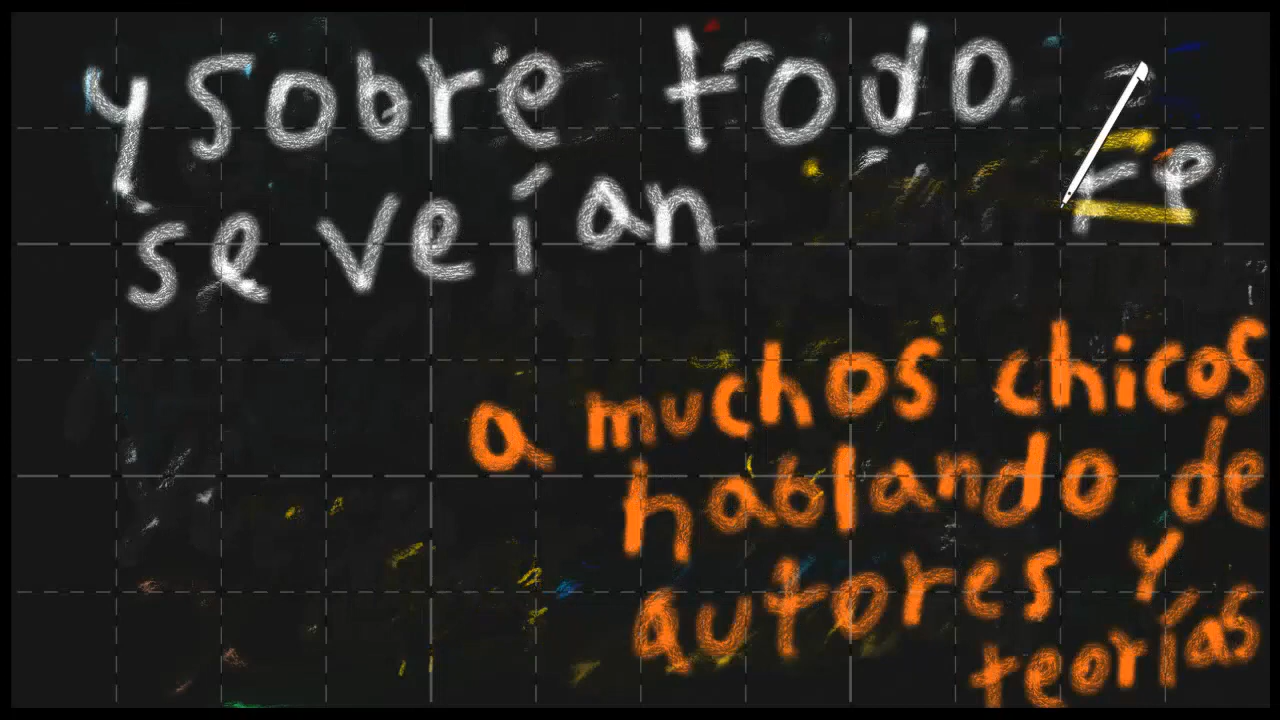 y sobre todo
se veían
a muchos chicos
hablando de
autores y
teorías